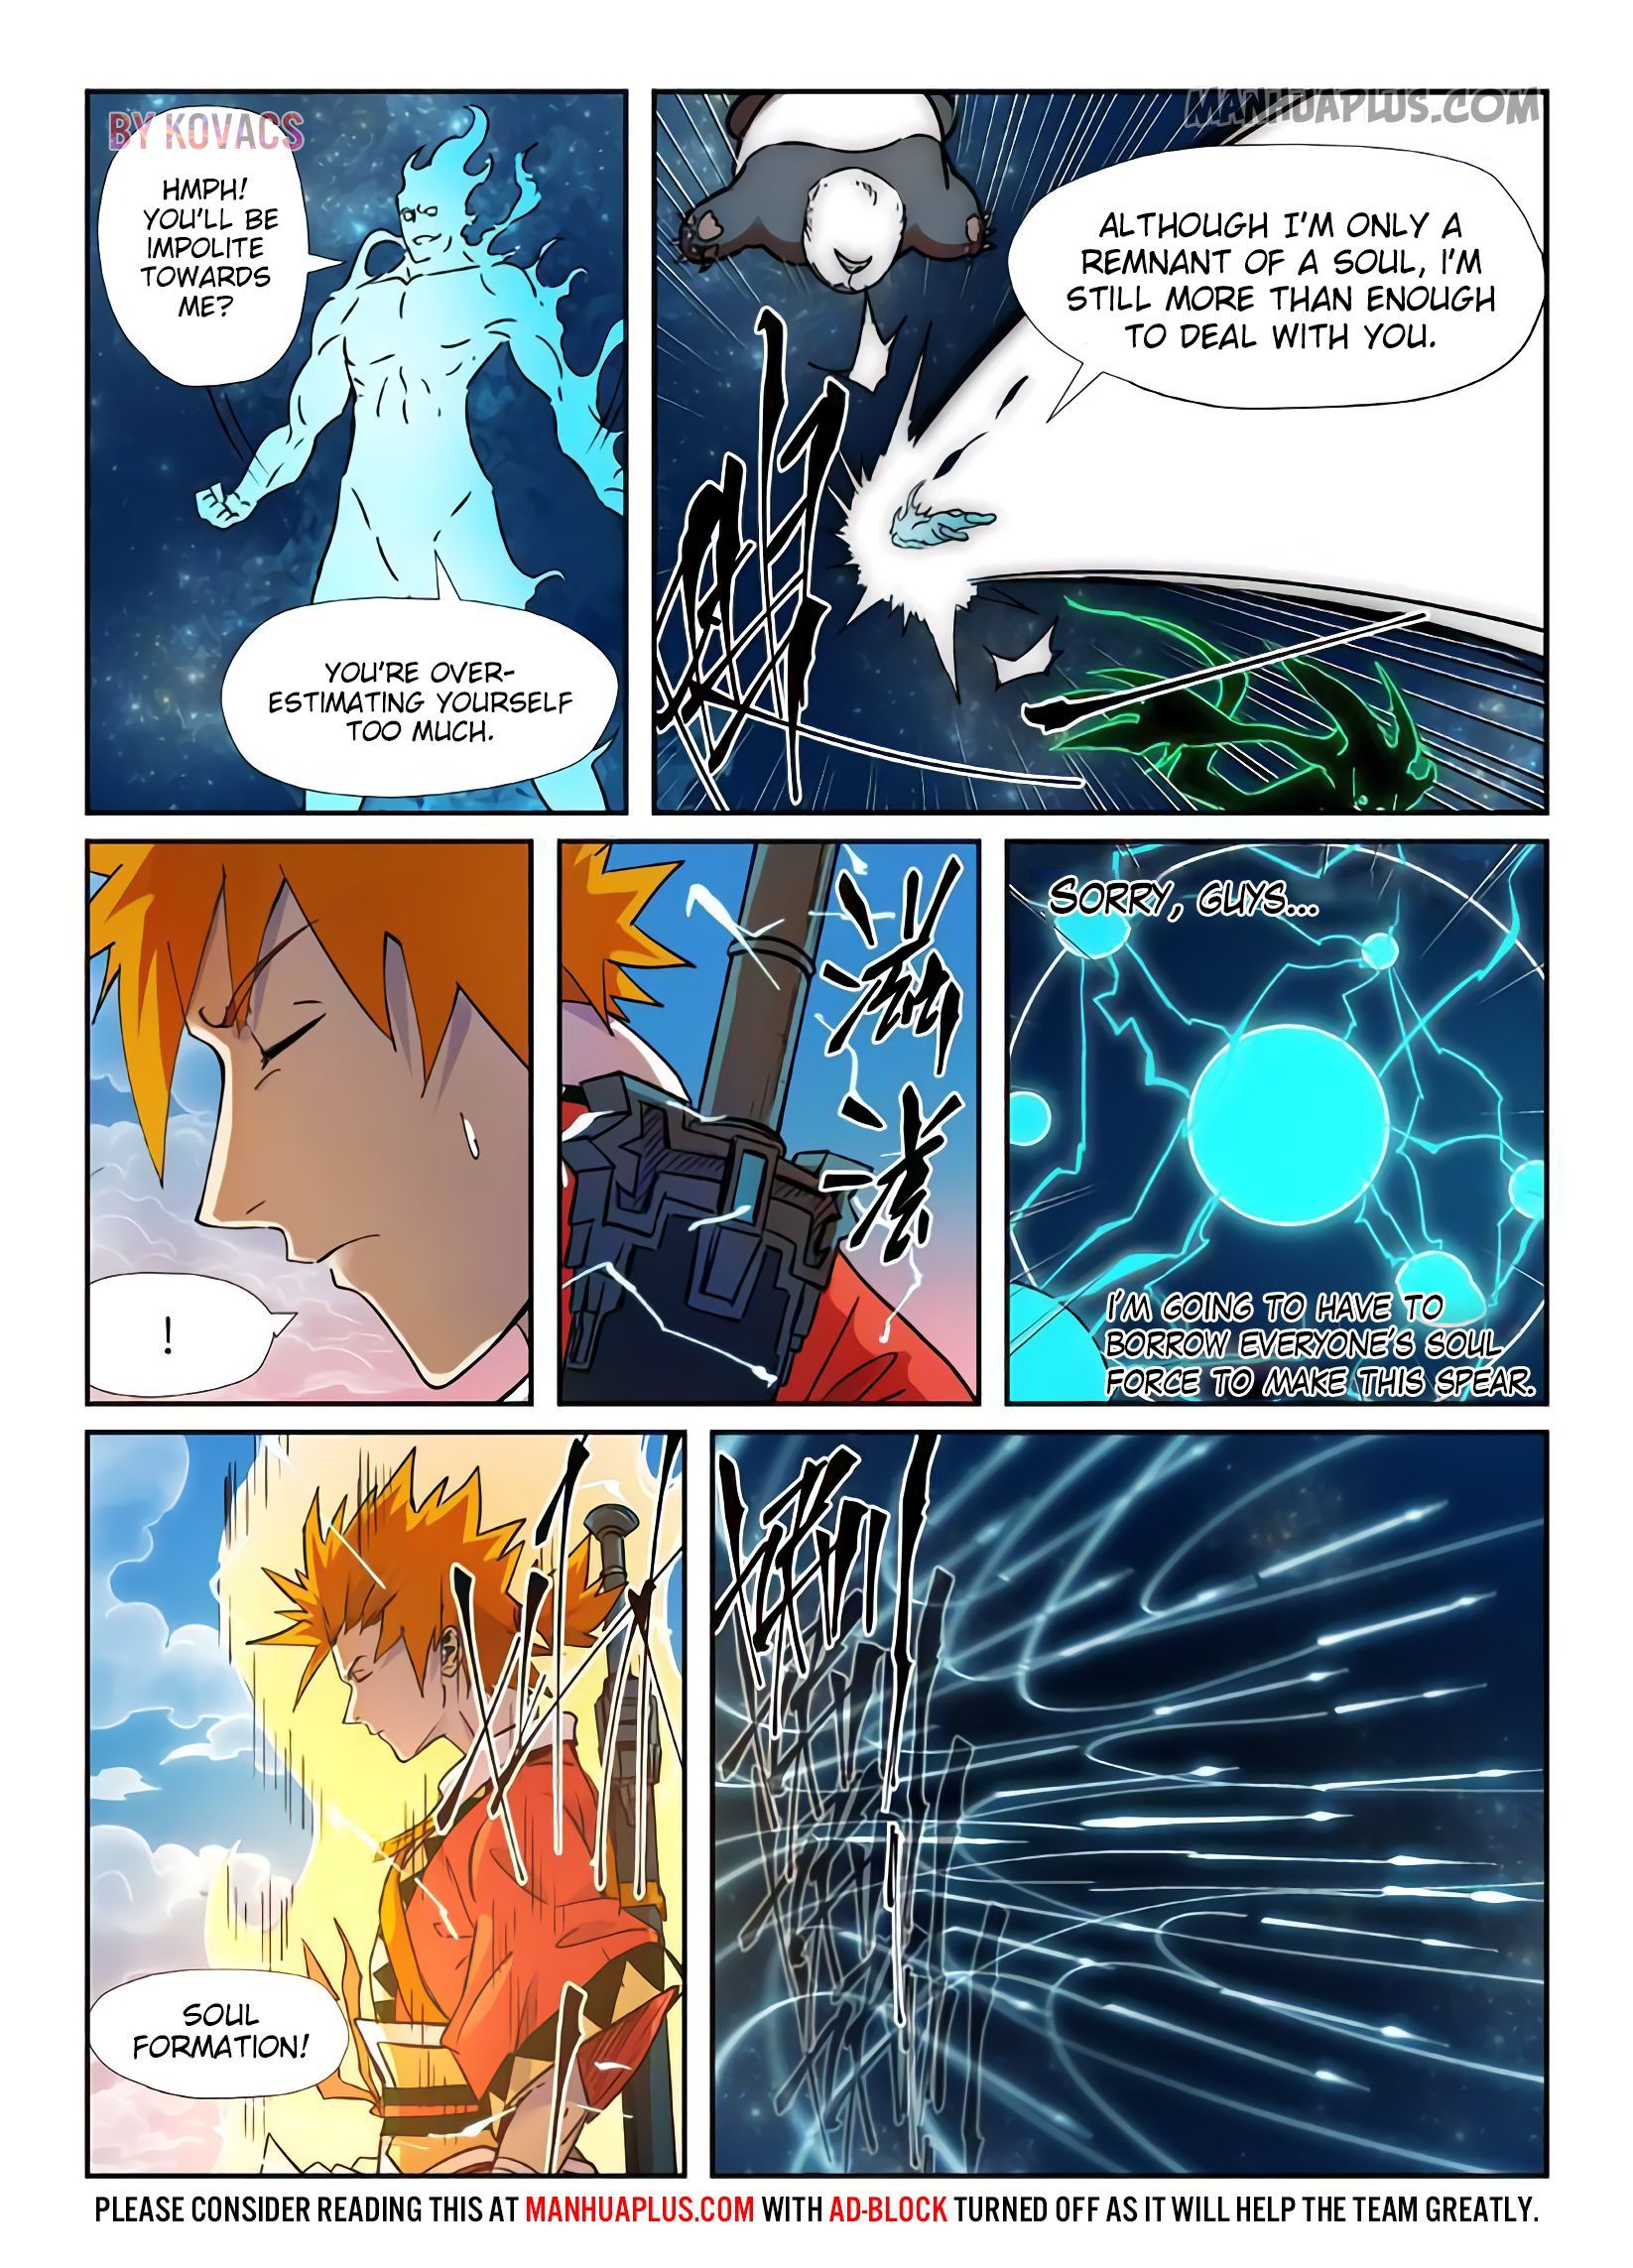 BY KOVACS
MANHUAPLUS.COM
HMPH!
YOU'LL BE
IMPOLITE
TOWARDS
ME?
YOU'RE OVER-
ESTIMATING YOURSELF
TOO MUCH.
ALTHOUGH I'M ONLY A
REMNANT OF A SOUL, I'M
STILL MORE THAN ENOUGH
TO DEAL WITH YOU.
!
滋
滋
SORRY, GUYS...
I'M GOING TO HAVE TO
BORROW EVERYONE'S SOUL
FORCE TO MAKE THIS SPEAR.
SOUL
FORMATION!
PLEASE CONSIDER READING THIS AT MANHUAPLUS.COM WITH AD-BLOCK TURNED OFF AS IT WILL HELP THE TEAM GREATLY.